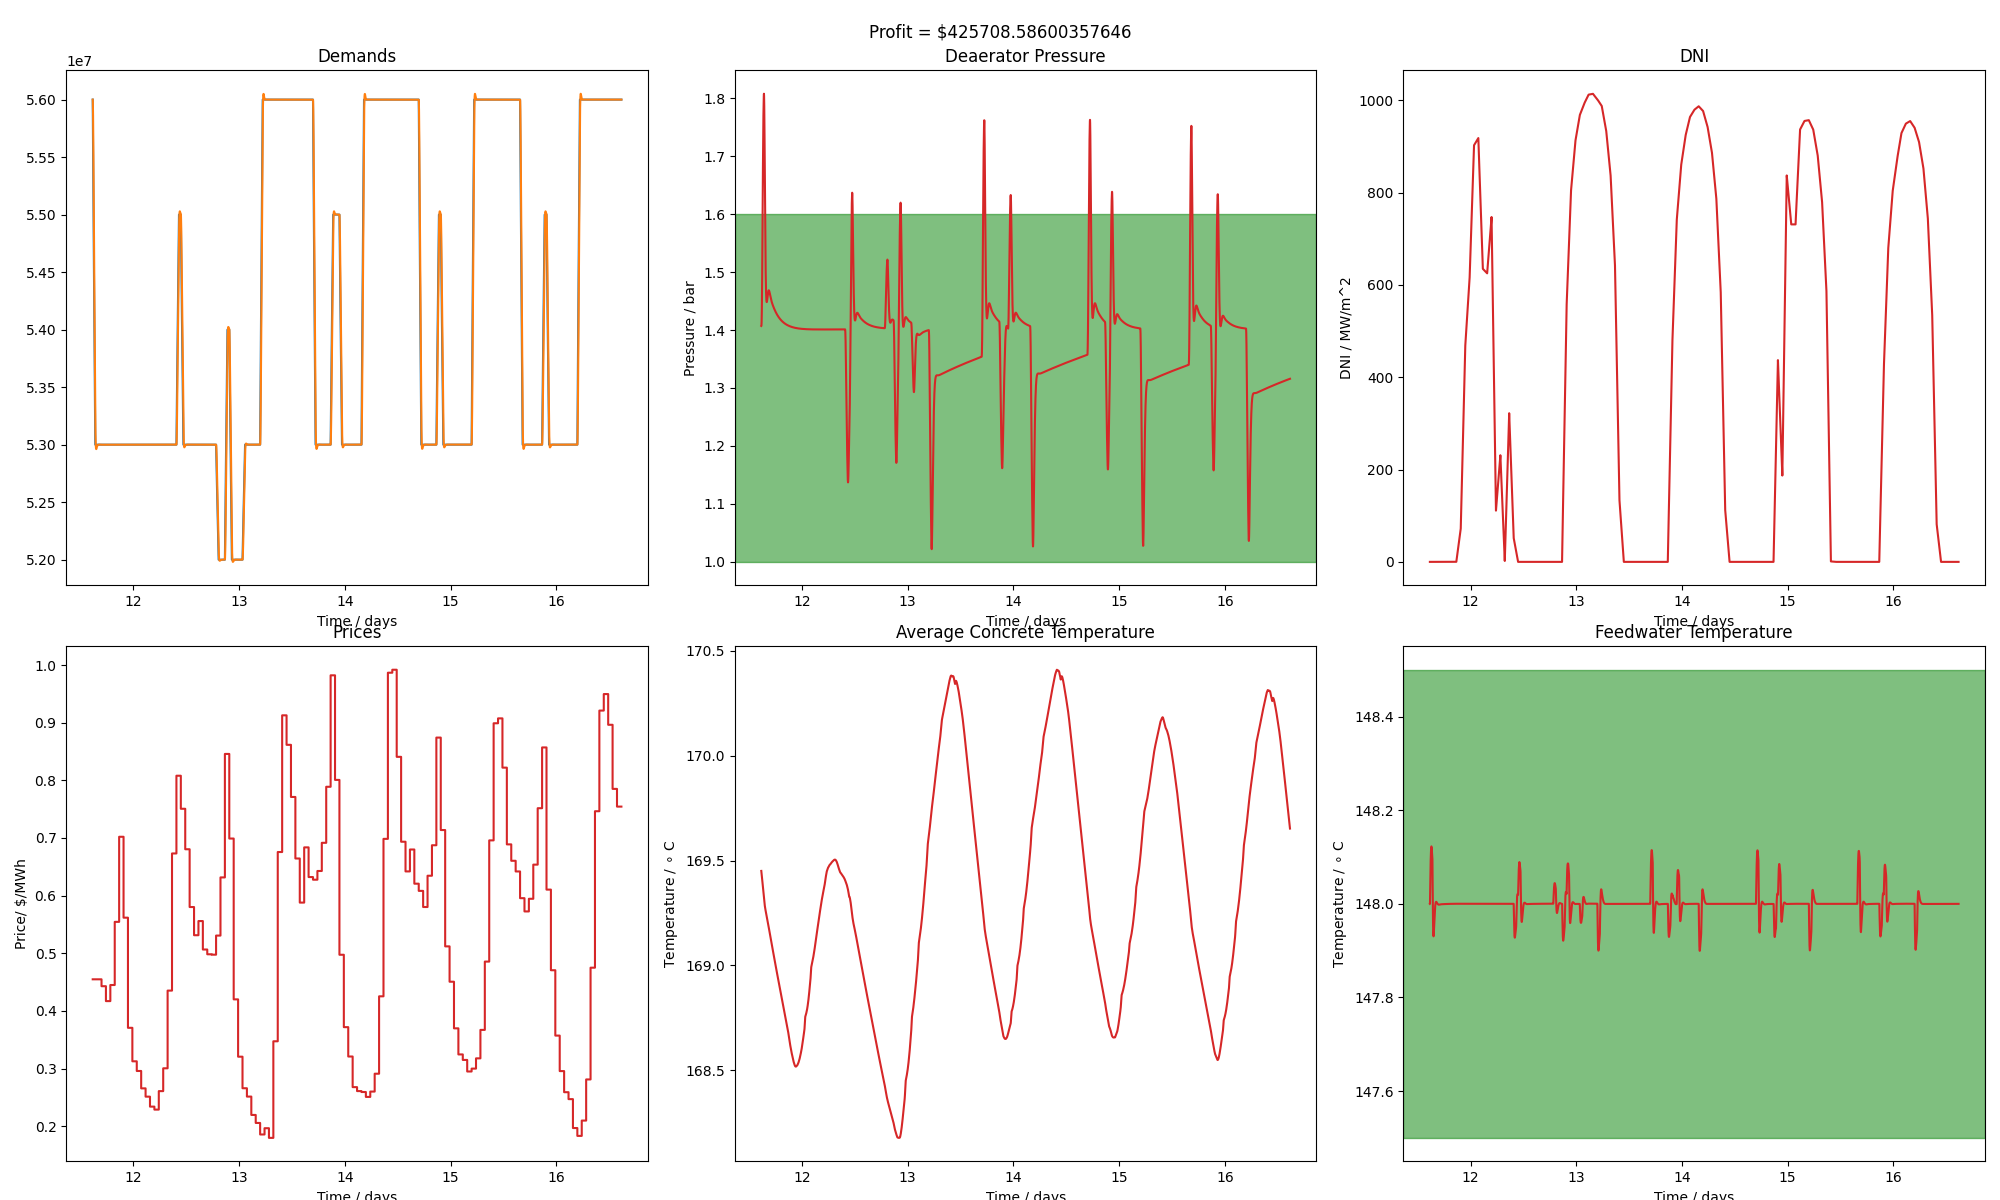 Profit = $425708.58600357646
Demands
1e7
5.60
5.55
5.50
5.45
5.40
5.35
5.30
5.25
5.20
12 13 14 15 16
Time / days
Deaerator Pressure
Pressure / bar
1.8
1.7
1.6
1.5
1.4
1.3
1.2
1.1
1.0
12 13 14 15 16
Time / days
DNI
DNI / MW/m^2
1000
800
600
400
200
0
12 13 14 15 16
Time / days
Prices
Price/ $/MWh
1.0
0.9
0.8
0.7
0.6
0.5
0.4
0.3
0.2
12 13 14 15 16
Time / days
Average Concrete Temperature
Temperature / ∘ C
170.5
170.0
169.5
169.0
168.5
12 13 14 15 16
Time / days
Feedwater Temperature
Temperature / ∘ C
148.4
148.2
148.0
147.8
147.6
12 13 14 15 16
Time / days